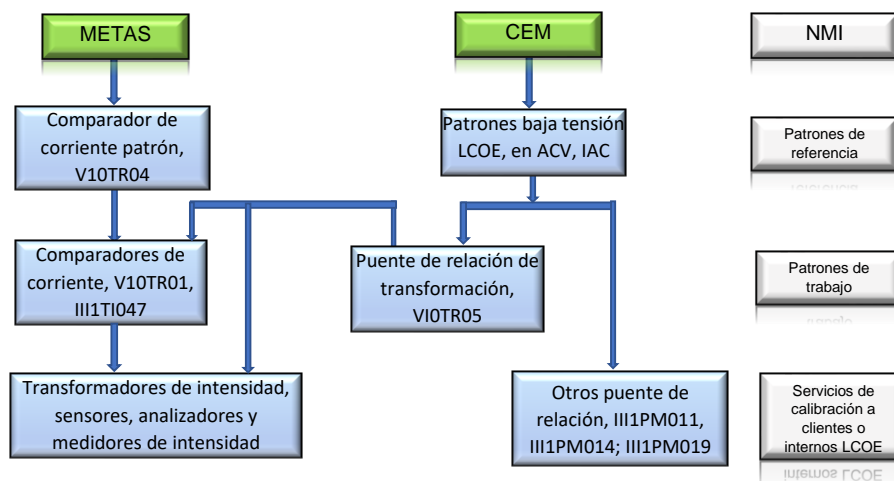 METAS
CEM
NMI
Comparador de
corriente patrón,
V10TR04
Patrones baja tensión
LCOE, en ACV, IAC
Patrones de
referencia
Comparadores de
corriente, V10TR01,
III1TI047
Puente de relación de
transformación,
VI0TR05
Patrones de
trabajo
Transformadores de intensidad,
sensores, analizadores y
medidores de intensidad
Otros puente de
relación, III1PM011,
III1PM014; III1PM019
Servicios de
calibración a
clientes o
internos LCOE